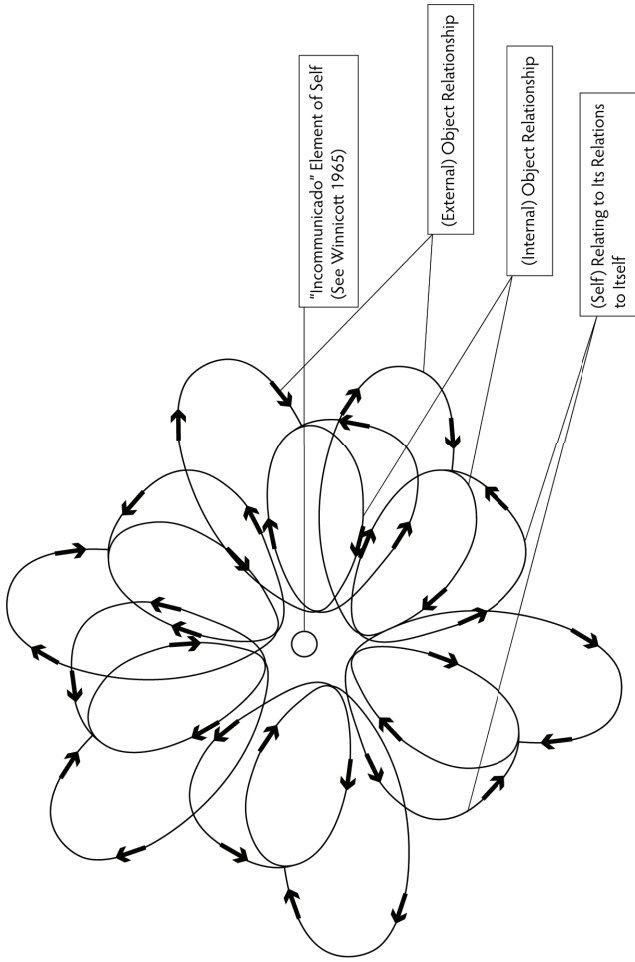 "Incommunicado" Element of Self
(See Winnicott 1965)
(External) Object Relationship
(Internal) Object Relationship
(Self) Relating to Its Relations
to Itself